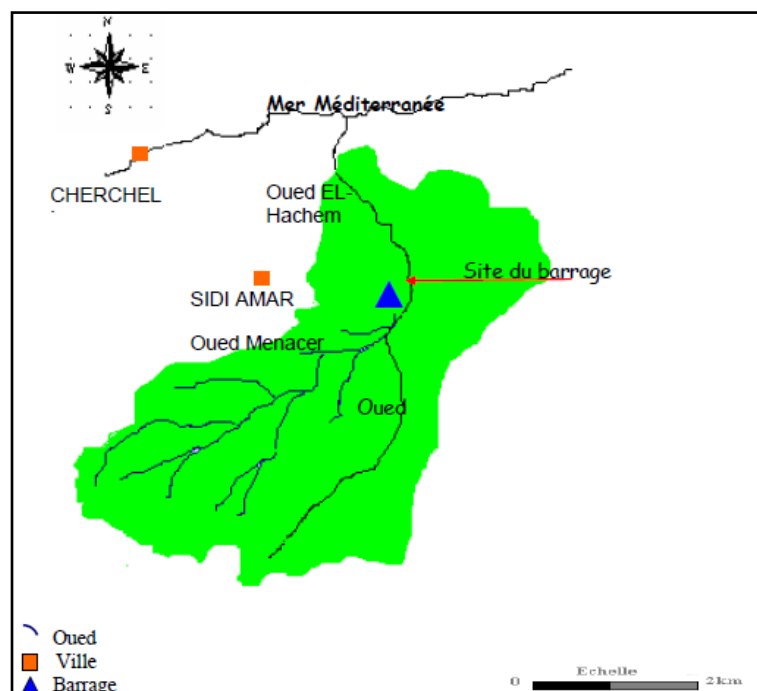 N
W E
S
Mer Méditerranée
CHERCHEL
Oued EL-
Hachem
Site du barrage
SIDI AMAR
Oued Menacer
Oued
Oued
Ville
Barrage
Echelle
0 2km